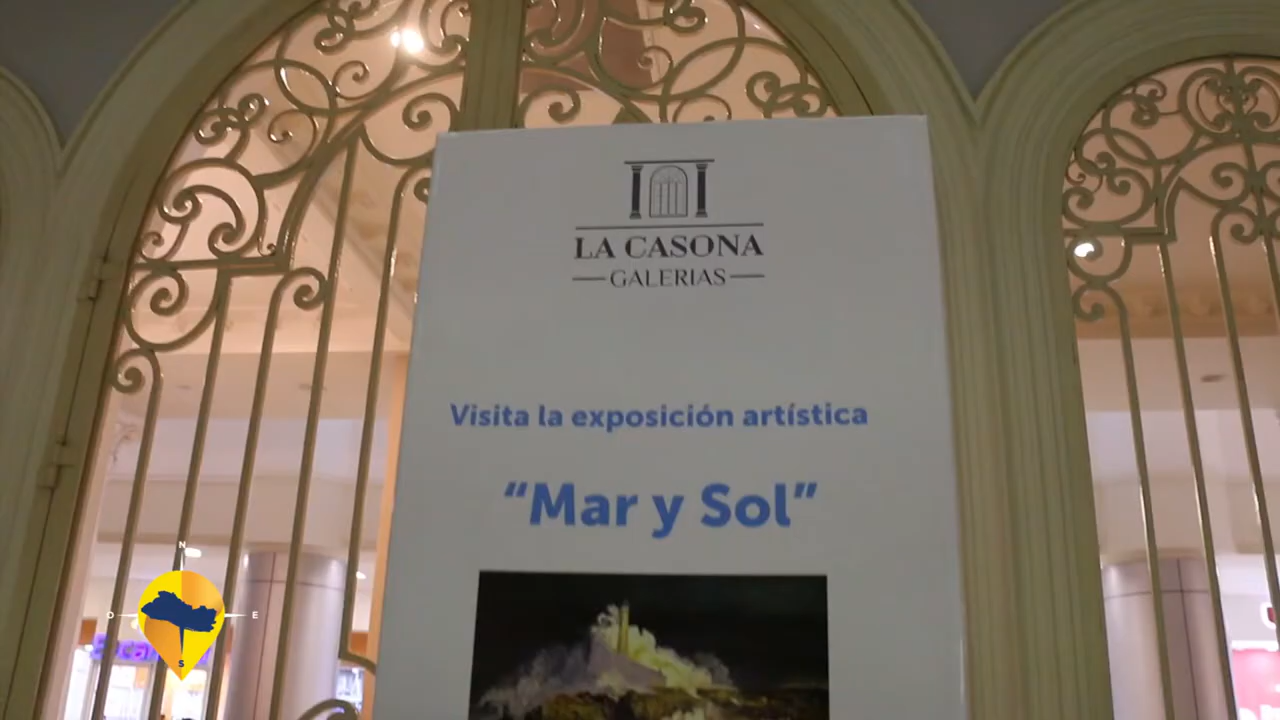 LA CASONA
GALERIAS
Visita la exposición artística
“Mar y Sol”
N
O E
S